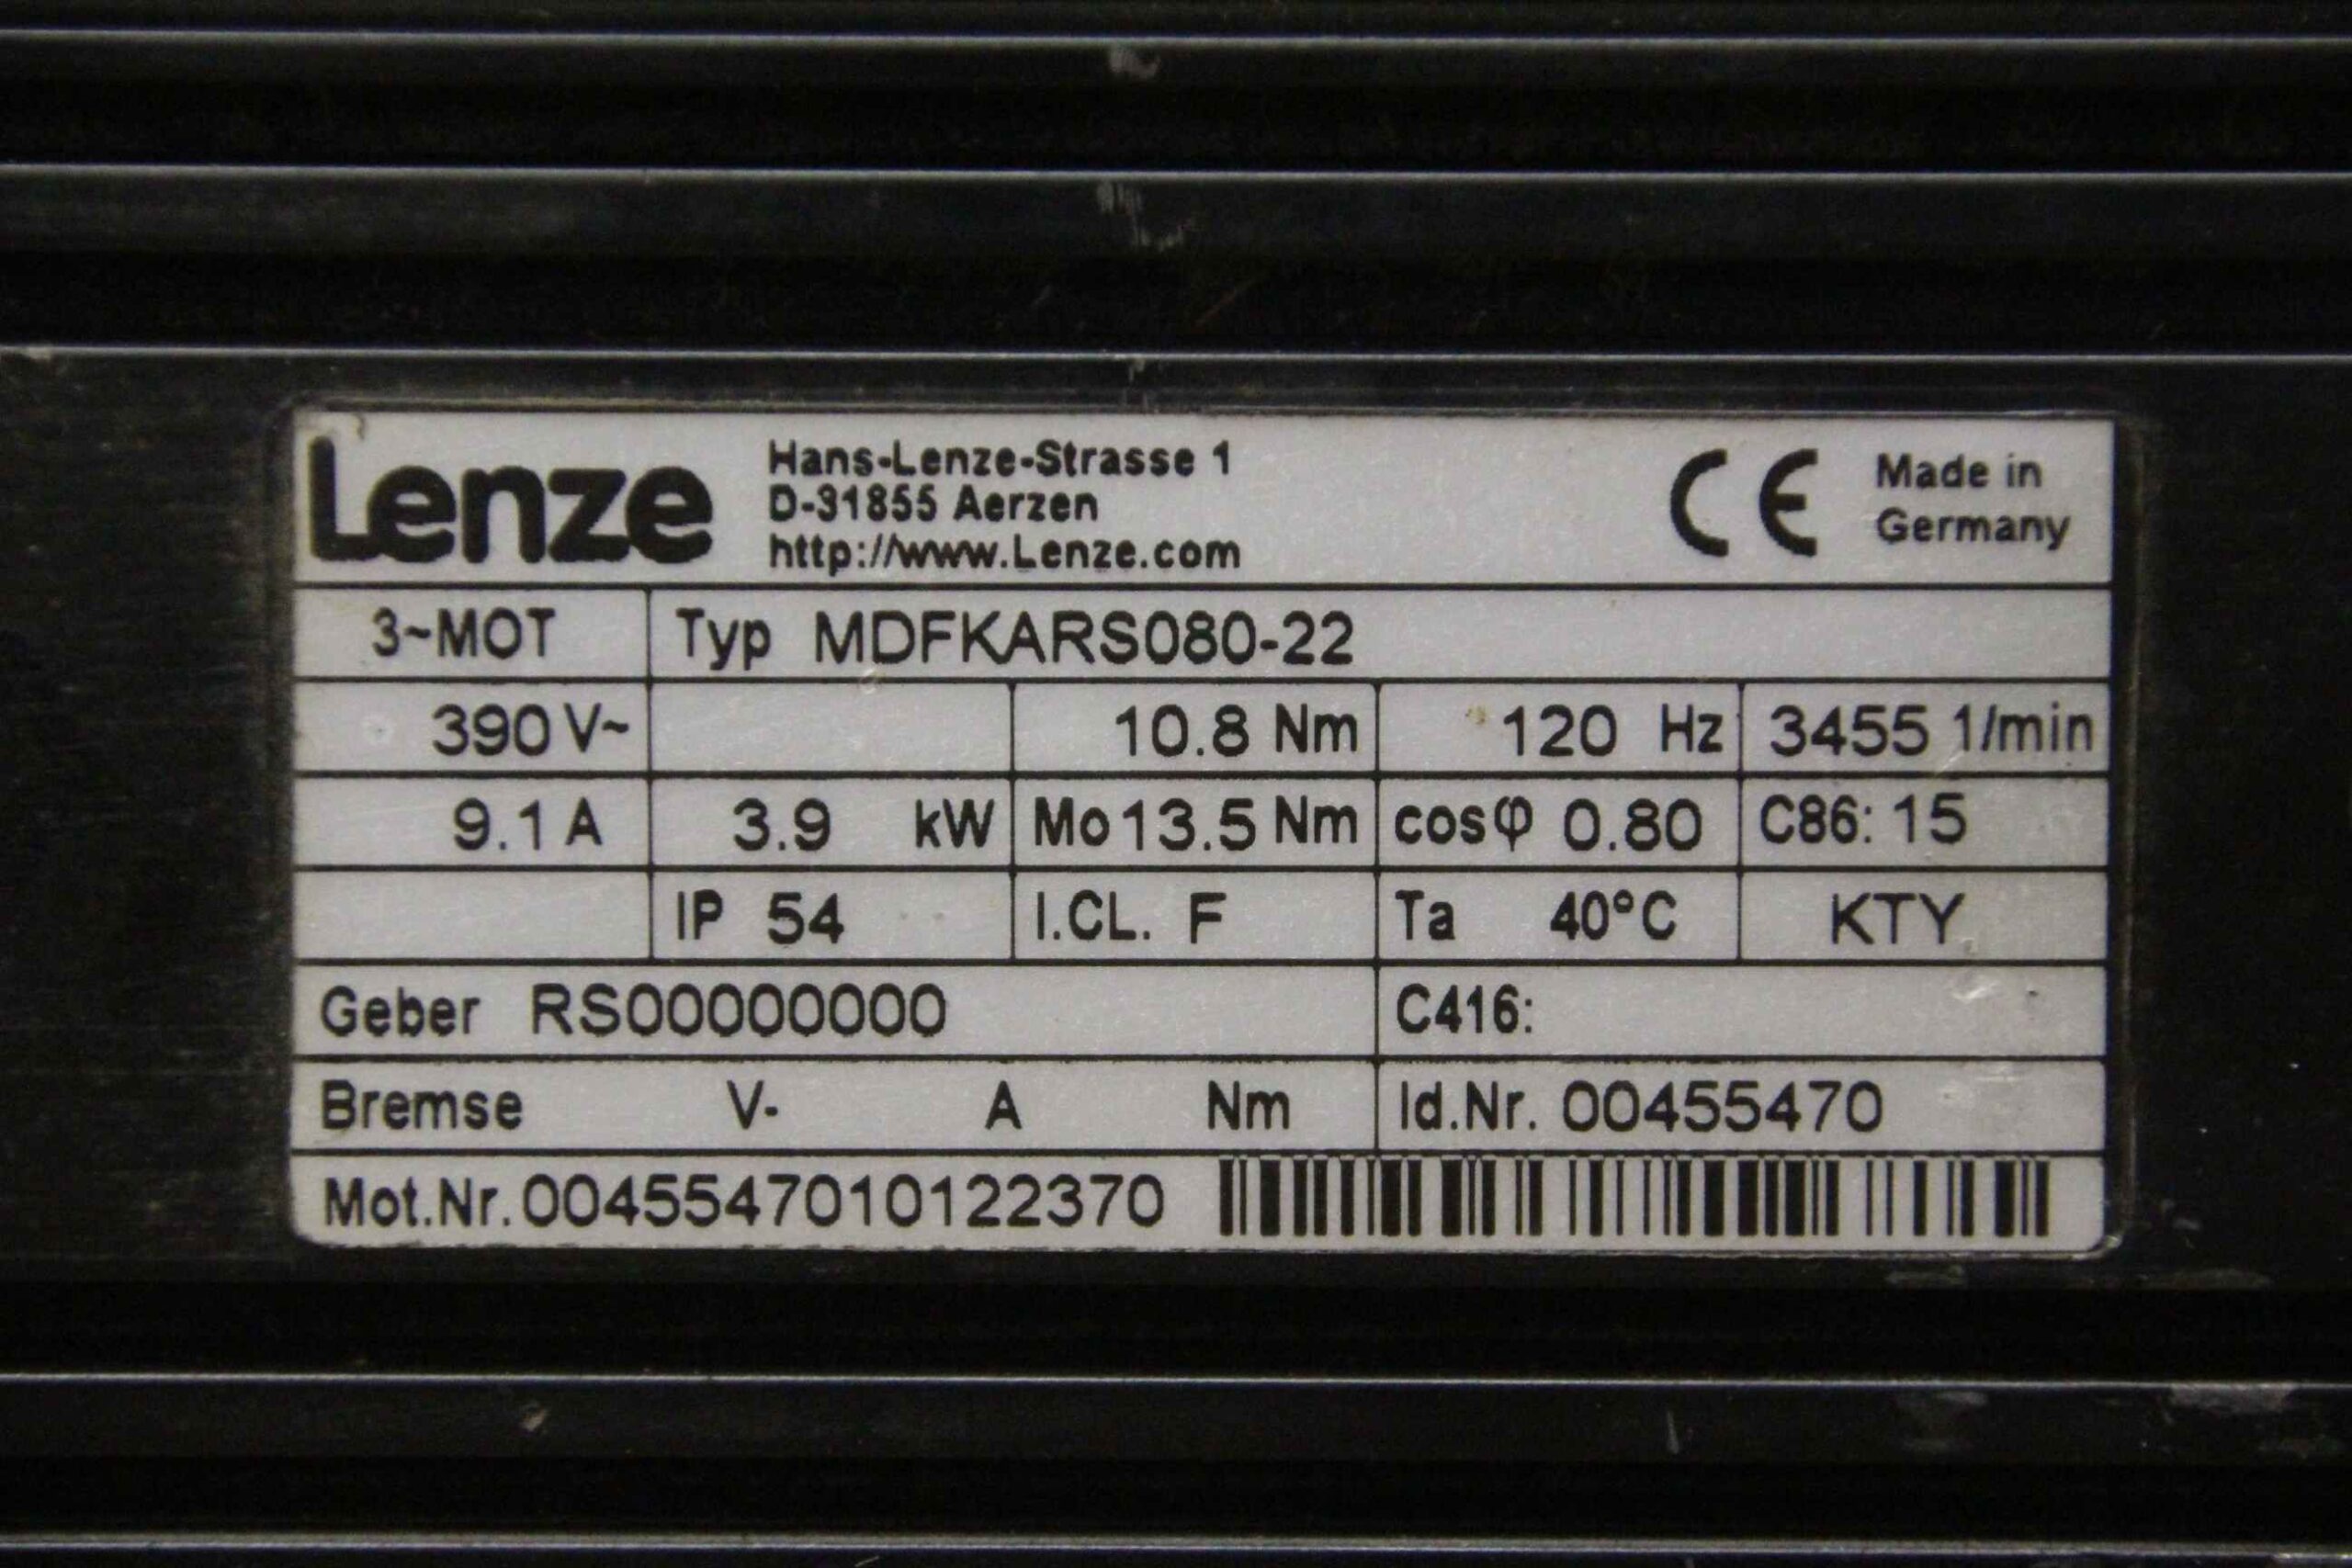 Lenze
Hans-Lenze-Strasse 1
D-31855 Aerzen
http://www.Lenze.com
CE
Made in
Germany
3~MOT Typ MDFKARS080-22
390 V~ 10.8 Nm 120 Hz 3455 1/min
9.1 A 3.9 kW Mo 13.5 Nm cosφ 0.80 C86: 15
IP 54 I.CL. F Ta 40°C KTY
Geber RS00000000 C416:
Bremse V- A Nm Id.Nr. 00455470
Mot.Nr. 0045547010122370